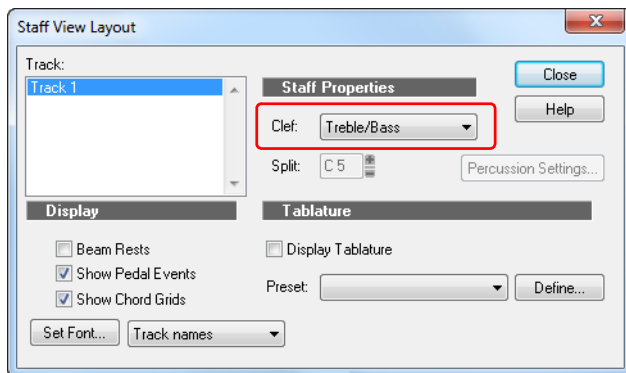 Staff View Layout
Track:
Track 1
Staff Properties
Close
Help
Clef: Treble/Bass
Split: C 5
Percussion Settings...
Display
Tablature
Beam Rests
Display Tablature
Show Pedal Events
Show Chord Grids
Preset:
Define...
Set Font...
Track names